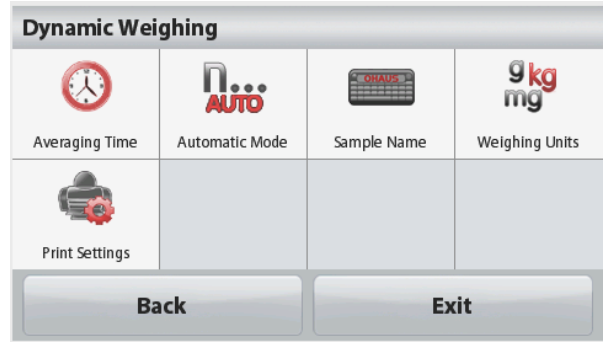 Dynamic Weighing
n...
AUTO
OHAUS
g kg
mg
Averaging Time
Automatic Mode
Sample Name
Weighing Units
Print Settings
Back
Exit